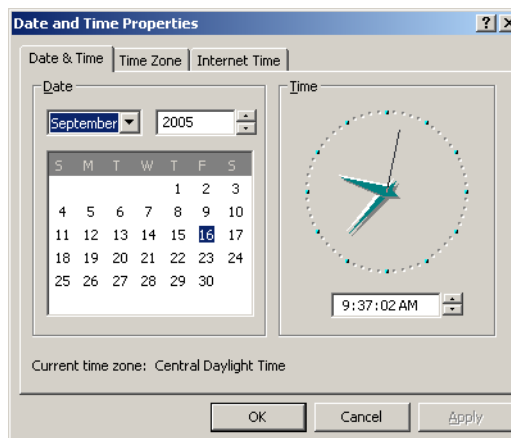 Date and Time Properties
Date & Time Time Zone Internet Time
Date
September 2005
S M T W T F S
1 2 3
4 5 6 7 8 9 10
11 12 13 14 15 16 17
18 19 20 21 22 23 24
25 26 27 28 29 30
Time
9:37:02 AM
Current time zone: Central Daylight Time
OK Cancel Apply